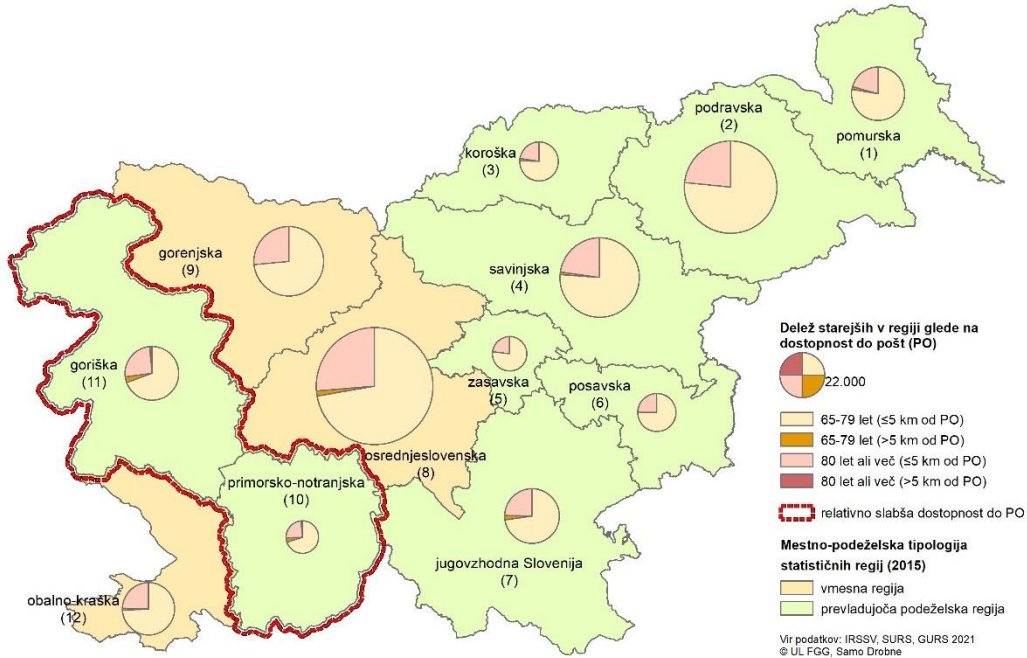 podravska
(2)
pomurska
(1)
koroška
(3)
gorenjska
(9)
savinjska
(4)
goriška
(11)
zasavska
(5)
posavska
(6)
osrednjeslovenska
(8)
primorsko-notranjska
(10)
jugovzhodna Slovenija
(7)
obalno-kraška
(12)
Delež starejših v regiji glede na
dostopnost do pošt (PO)
22.000
65-79 let (≤5 km od PO)
65-79 let (>5 km od PO)
80 let ali več (≤5 km od PO)
80 let ali več (>5 km od PO)
relativno slabša dostopnost do PO
Mestno-podeželska tipologija
statističnih regij (2015)
vmesna regija
prevladujoča podeželska regija
Vir podatkov: IRSSV, SURS, GURS 2021
© UL FGG, Samo Drobne